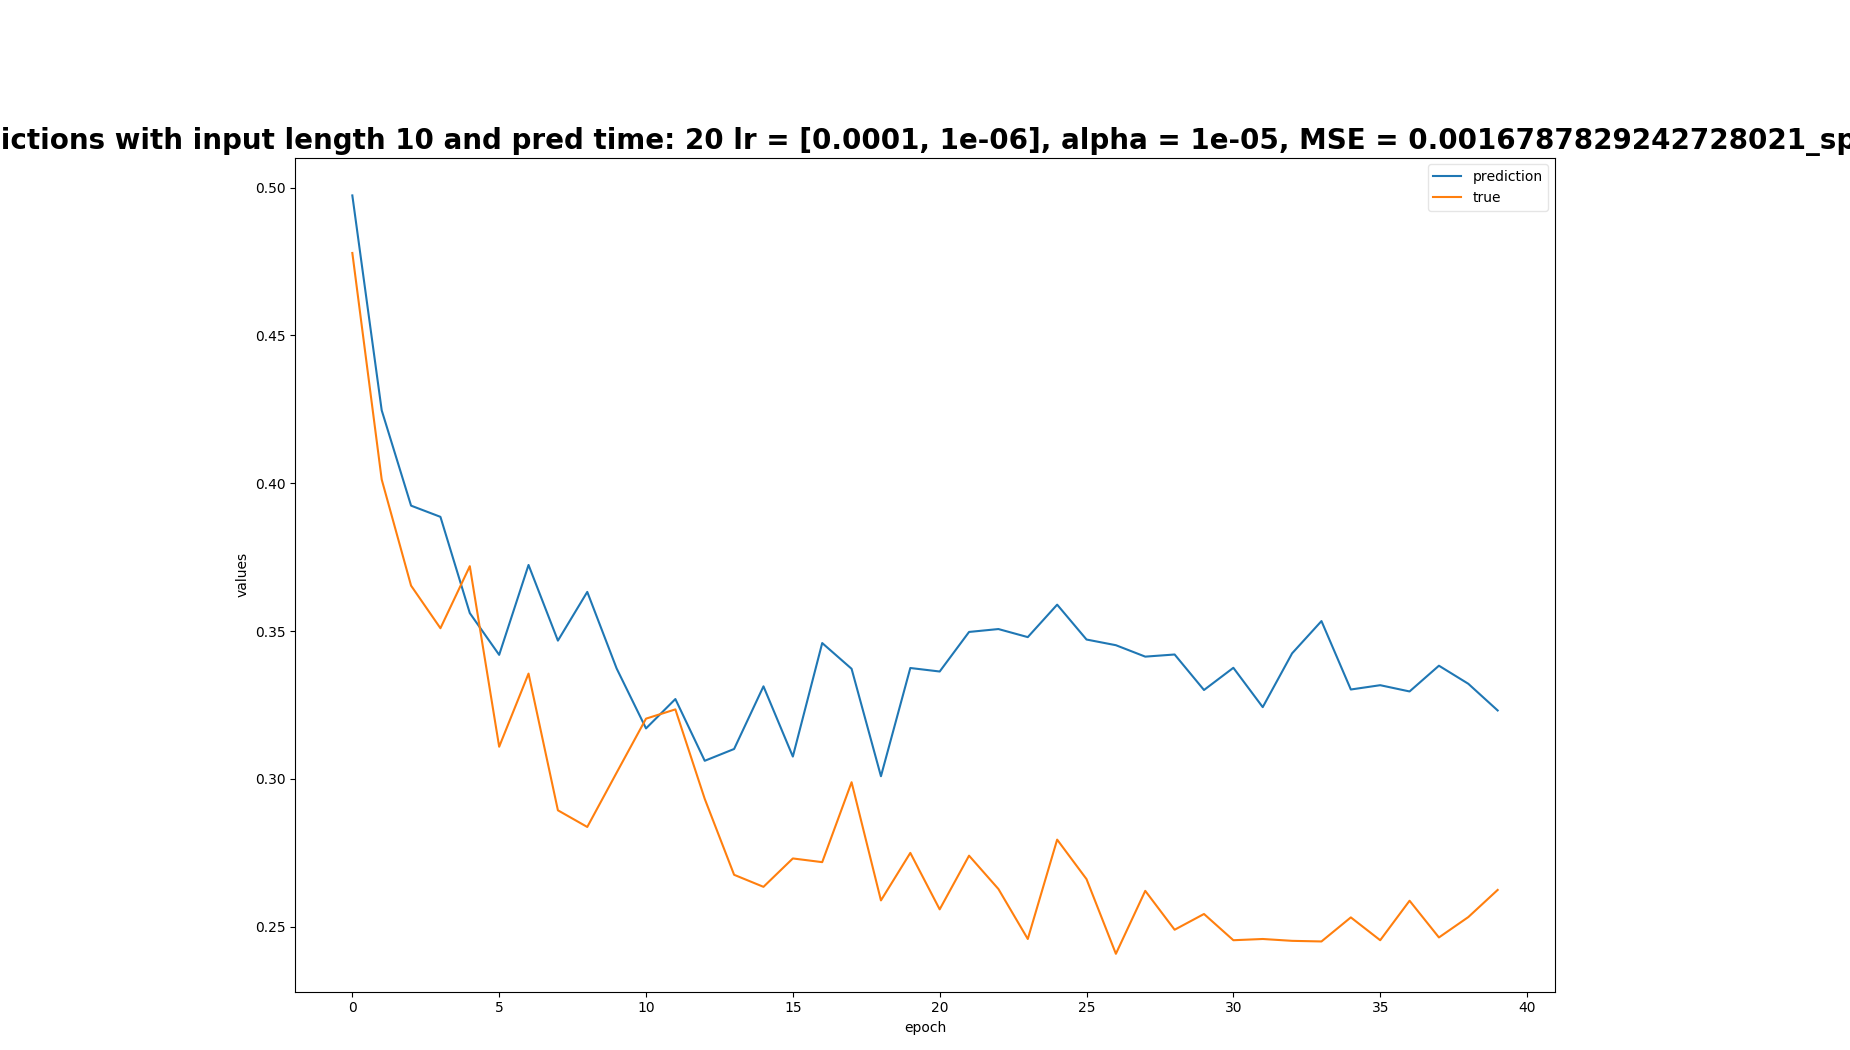 ictions with input length 10 and pred time: 20 lr = [0.0001, 1e-06], alpha = 1e-05, MSE = 0.0016787829242728021_sp
prediction
true
0.50
0.45
0.40
0.35
0.30
0.25
values
0 5 10 15 20 25 30 35 40
epoch